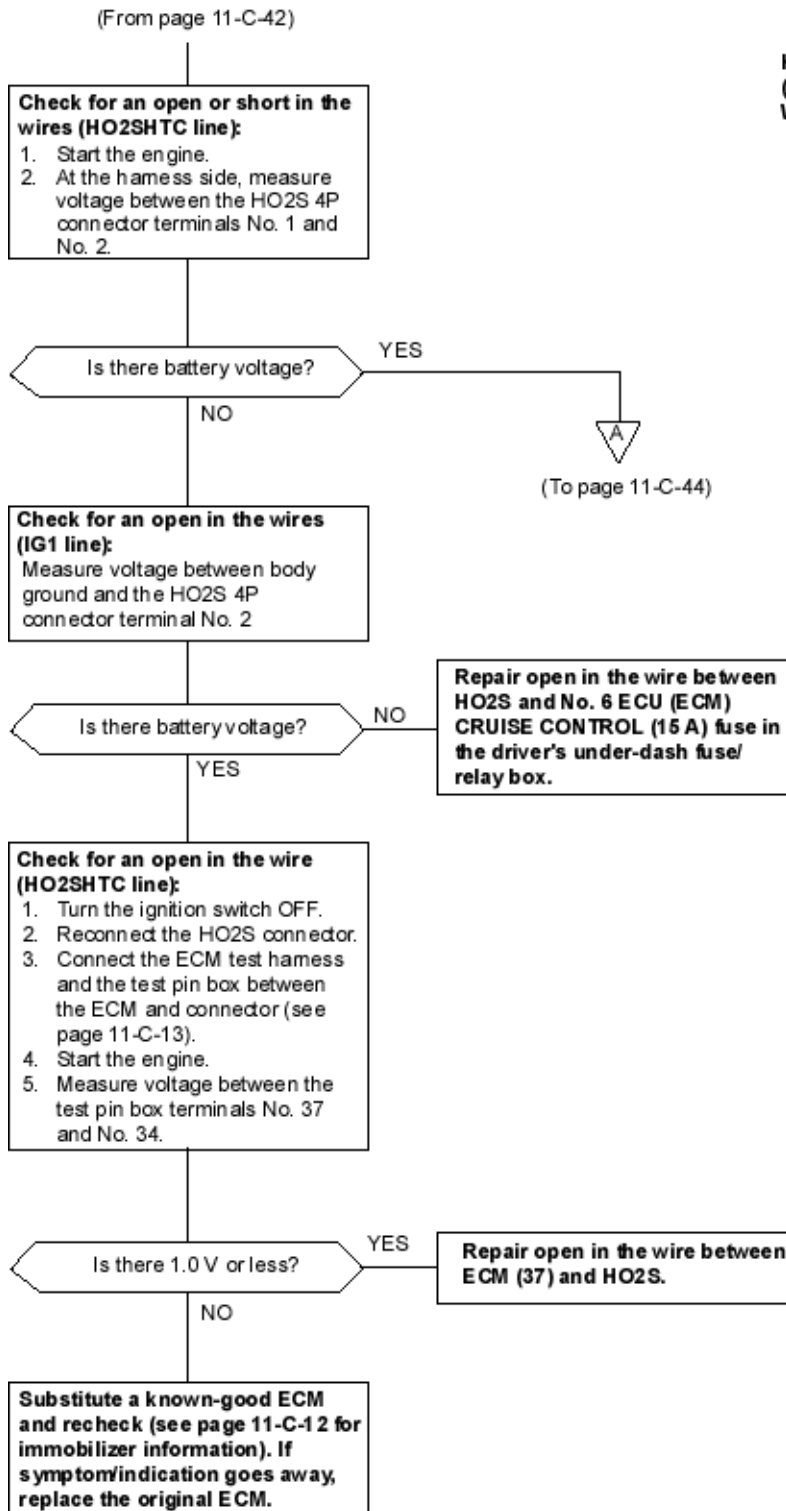 (From page 11-C-42)
Check for an open or short in the
wires (HO2SHTC line):
1. Start the engine.
2. At the harness side, measure
voltage between the HO2S 4P
connector terminals No. 1 and
No. 2.
Is there battery voltage?
YES
NO
A
(To page 11-C-44)
Check for an open in the wires
(IG1 line):
Measure voltage between body
ground and the HO2S 4P
connector terminal No. 2
Is there battery voltage?
NO
YES
Repair open in the wire between
HO2S and No. 6 ECU (ECM)
CRUISE CONTROL (15 A) fuse in
the driver's under-dash fuse/
relay box.
Check for an open in the wire
(HO2SHTC line):
1. Turn the ignition switch OFF.
2. Reconnect the HO2S connector.
3. Connect the ECM test harness
and the test pin box between
the ECM and connector (see
page 11-C-13).
4. Start the engine.
5. Measure voltage between the
test pin box terminals No. 37
and No. 34.
Is there 1.0 V or less?
YES
NO
Repair open in the wire between
ECM (37) and HO2S.
Substitute a known-good ECM
and recheck (see page 11-C-12 for
immobilizer information). If
symptom/indication goes away,
replace the original ECM.